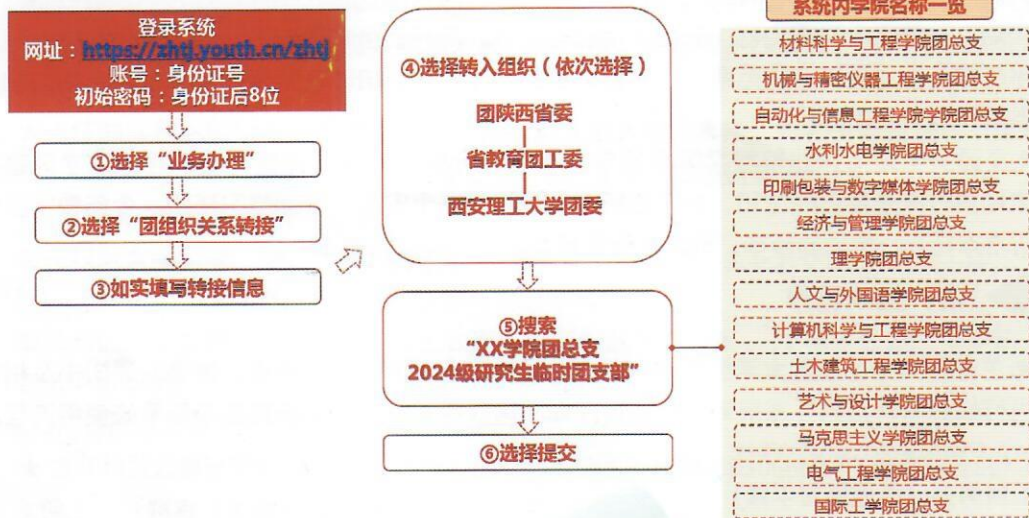 登录系统
网址：https://zhtj.youth.cn/zhtj
账号：身份证号
初始密码：身份证后8位
①选择“业务办理”
②选择“团组织关系转接”
③如实填写转接信息
④选择转入组织（依次选择）
团陕西省委
省教育团工委
西安理工大学团委
⑤搜索
“XX学院团总支
2024级研究生临时团支部”
⑥选择提交
系统内学院名称一览
材料科学与工程学院团总支
机械与精密仪器工程学院团总支
自动化与信息工程学院学院团总支
水利水电学院团总支
印刷包装与数字媒体学院团总支
经济与管理学院团总支
理学院团总支
人文与外国语学院团总支
计算机科学与工程学院团总支
土木建筑工程学院团总支
艺术与设计学院团总支
马克思主义学院团总支
电气工程学院团总支
国际工学院团总支